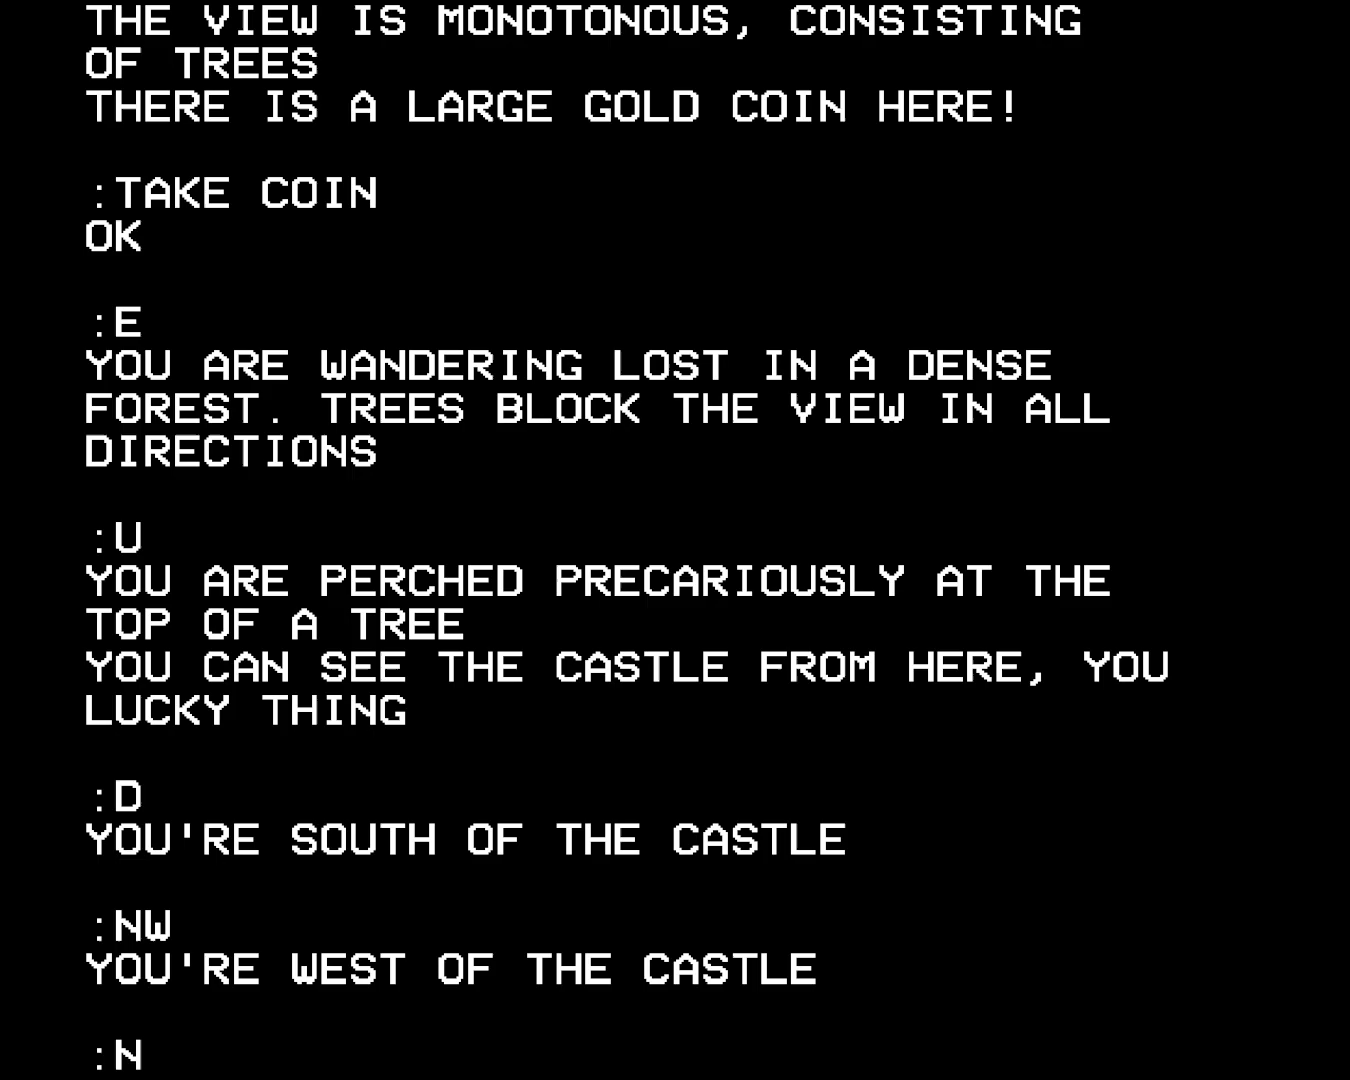 THE VIEW IS MONOTONOUS, CONSISTING
OF TREES
THERE IS A LARGE GOLD COIN HERE!
:TAKE COIN
OK
:E
YOU ARE WANDERING LOST IN A DENSE
FOREST. TREES BLOCK THE VIEW IN ALL
DIRECTIONS
:U
YOU ARE PERCHED PRECARIOUSLY AT THE
TOP OF A TREE
YOU CAN SEE THE CASTLE FROM HERE, YOU
LUCKY THING
:D
YOU'RE SOUTH OF THE CASTLE
:NW
YOU'RE WEST OF THE CASTLE
:N